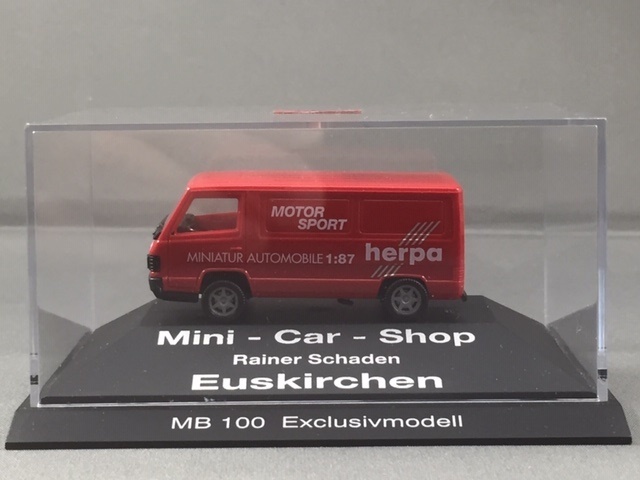 MOTOR
SPORT
MINIATUR AUTOMOBILE 1:87 herpa
Mini - Car - Shop
Rainer Schaden
Euskirchen
MB 100 Exclusivmodell